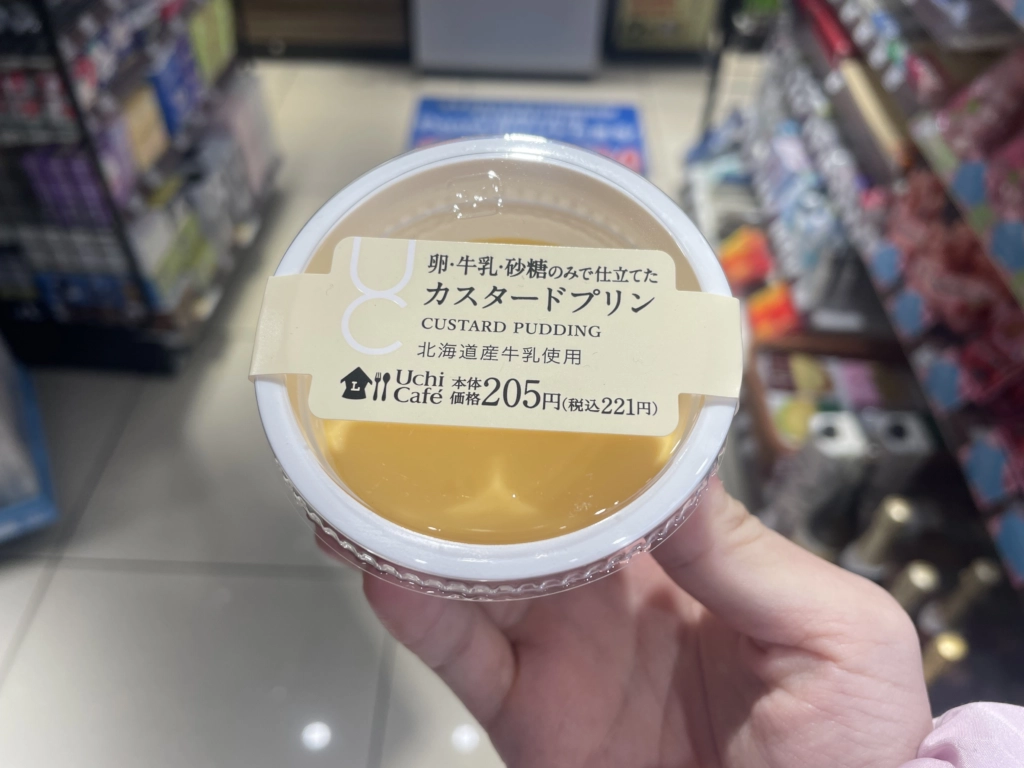 UC
卵・牛乳・砂糖のみで仕立てた
カスタードプリン
CUSTARD PUDDING
北海道産牛乳使用
L Uchi Café 本体価格205円(税込221円)